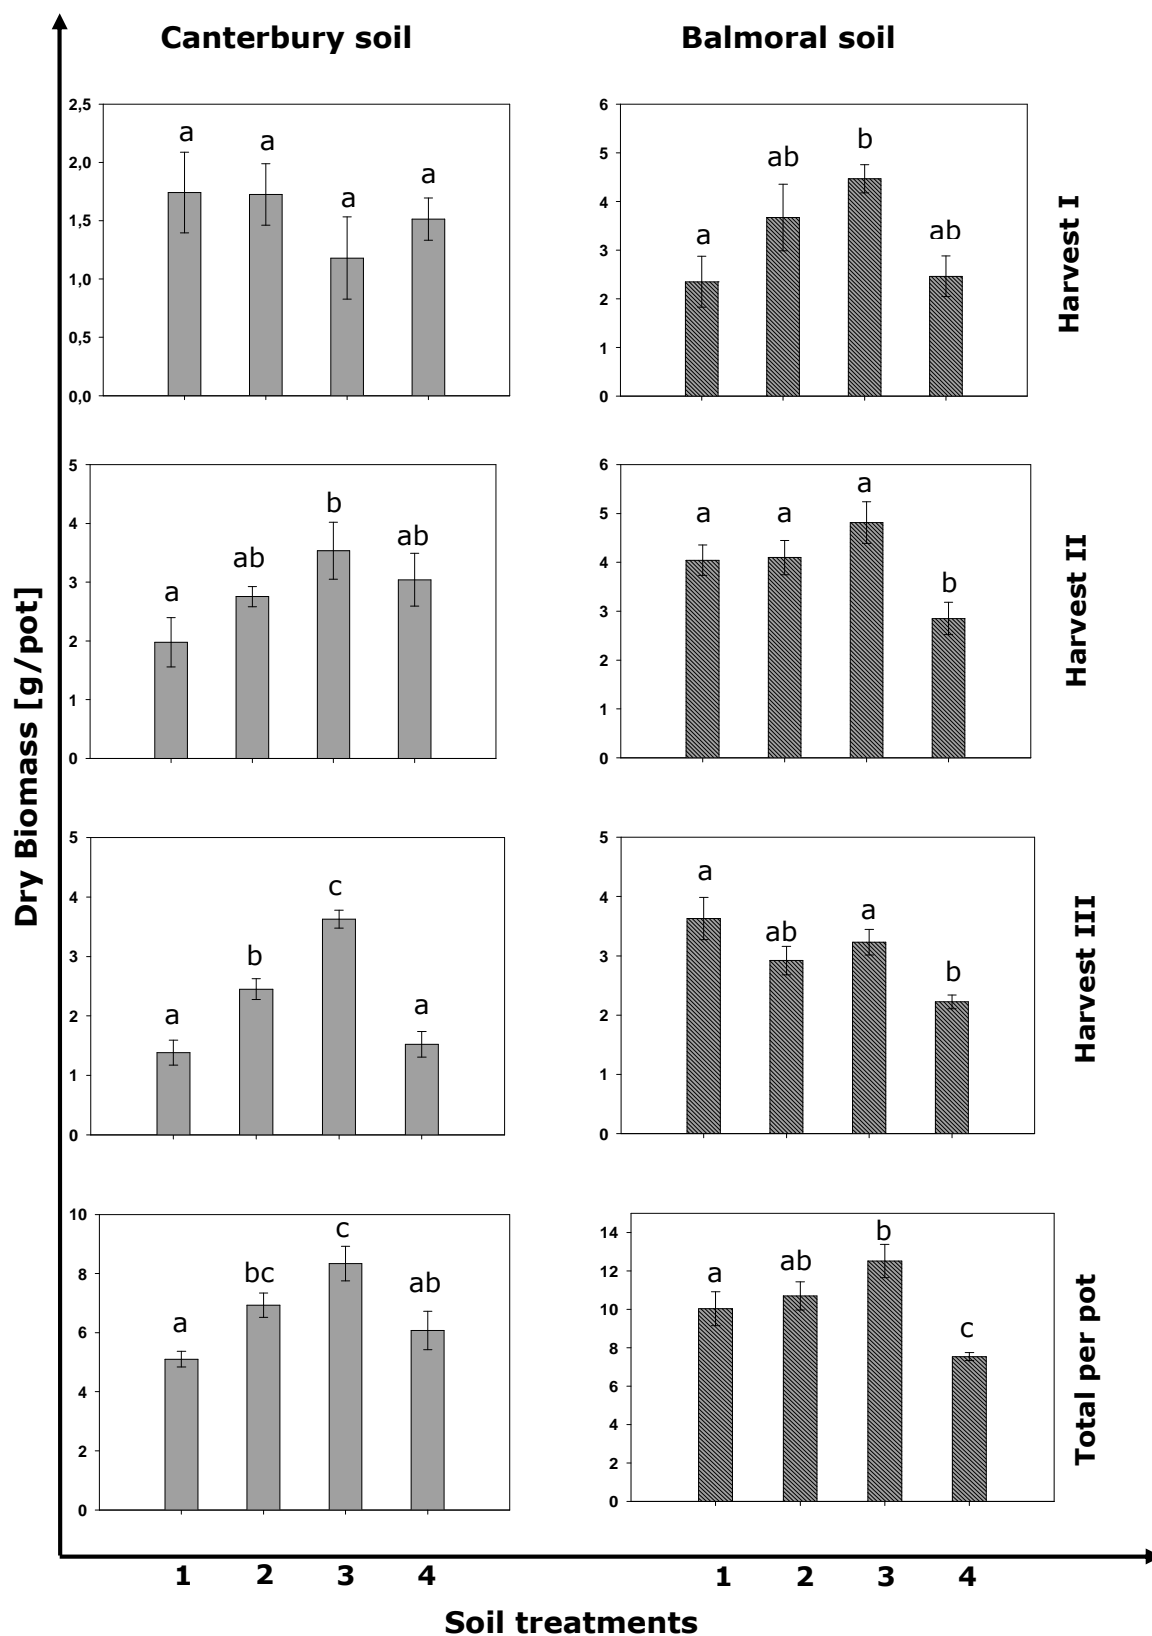 Canterbury soil
Balmoral soil
2,5
2,0
1,5
1,0
0,5
0,0
a
a
a
a
6
5
4
3
2
1
0
a
ab
b
ab
Harvest I
5
4
3
2
1
0
a
ab
b
ab
6
5
4
3
2
1
0
a
a
a
b
Harvest II
Dry Biomass [g/pot]
5
4
3
2
1
0
a
b
c
a
5
4
3
2
1
0
a
ab
a
b
Harvest III
10
8
6
4
2
0
a
bc
c
ab
14
12
10
8
6
4
2
0
a
ab
b
c
Total per pot
1 2 3 4
1 2 3 4
Soil treatments